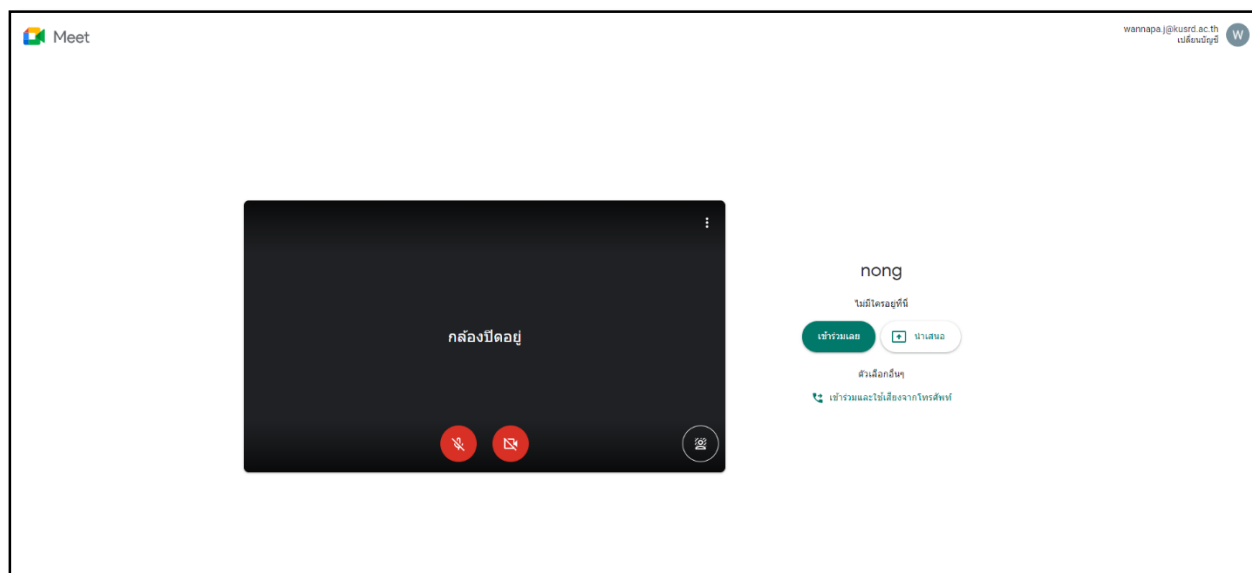 Meet
wannapa.j@kusrd.ac.th
เปลี่ยนบัญชี
W
กล้องปิดอยู่
nong
ไม่มีใครอยู่ที่นี่
เข้าร่วมเลย
นำเสนอ
ตัวเลือกอื่นๆ
เข้าร่วมและใช้เสียงจากโทรศัพท์